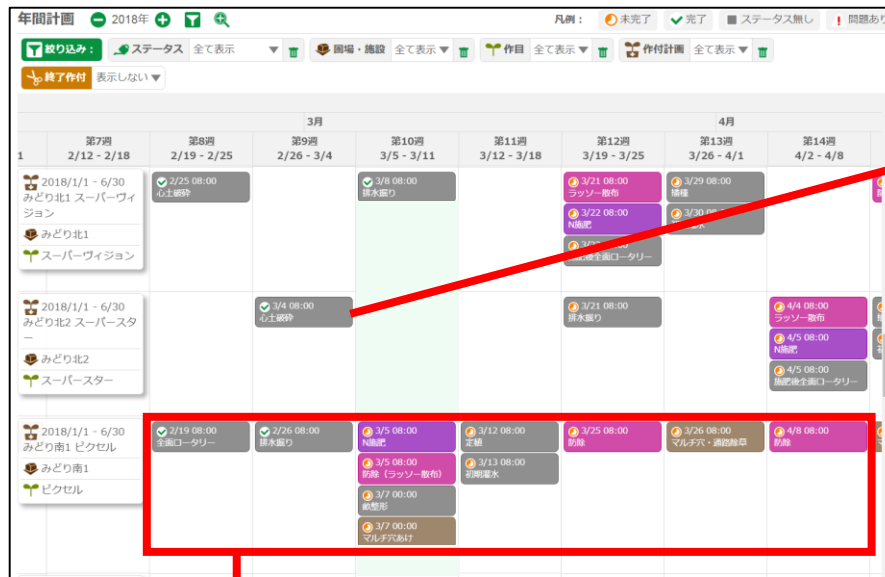 年間計画 2018年
凡例： 未完了 完了 ステータス無し 問題あり
絞り込み： ステータス 全て表示 圃場・施設 全て表示 作目 全て表示 作付計画 全て表示
終了作付 表示しない
3月 4月
第7週 第8週 第9週 第10週 第11週 第12週 第13週 第14週
1 2/12 - 2/18 2/19 - 2/25 2/26 - 3/4 3/5 - 3/11 3/12 - 3/18 3/19 - 3/25 3/26 - 4/1 4/2 - 4/8
2018/1/1 - 6/30
みどり北1 スーパーヴィ
ジョン
みどり北1
スーパーヴィジョン
2/25 08:00
心土破砕
3/8 08:00
排水掘り
3/21 08:00
ラッソー散布
3/22 08:00
N施肥
全面ロータリー
3/29 08:00
播種
3/30
2018/1/1 - 6/30
みどり北2 スーパースタ
ー
みどり北2
スーパースター
3/4 08:00
心土破砕
3/21 08:00
排水掘り
4/4 08:00
ラッソー散布
4/5 08:00
N施肥
4/5 08:00
施肥後全面ロータリー
2018/1/1 - 6/30
みどり南1 ピクセル
みどり南1
ピクセル
2/19 08:00
全面ロータリー
2/26 08:00
排水掘り
3/5 08:00
N施肥
3/5 08:00
防除（ラッソー散布）
3/7 00:00
畝整形
3/7 00:00
マルチ穴あけ
3/12 08:00
定植
3/13 08:00
初期灌水
3/25 08:00
防除
3/26 08:00
マルチ穴・通路除草
4/8 08:00
防除